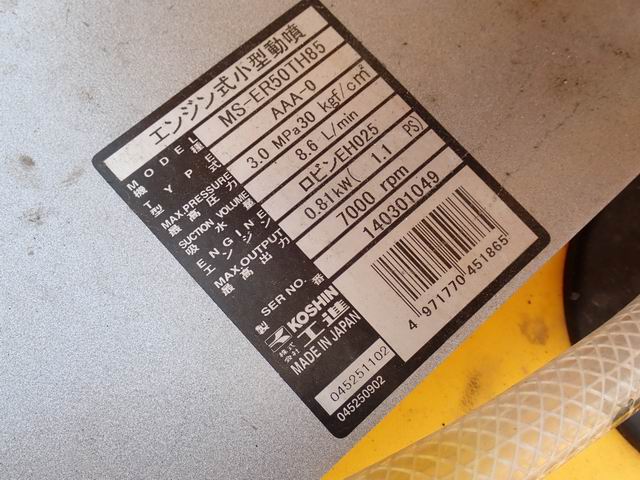 エンジン式小型動噴
MODEL 機種 MS-ER50TH85
TYPE 型式 AAA-0
MAX.PRESSURE 最高圧力 3.0 MPa30 kgf/c㎡
SUCTION VOLUME 吸水量 8.6 L/min
ENGINE エンジン ロビンEH025
MAX.OUTPUT 最高出力 0.81kW( 1.1 PS)
7000 rpm
SER NO. 製番 140301049
KOSHIN
株式会社 工進
MADE IN JAPAN
4 971770 451865
045251102
045250902